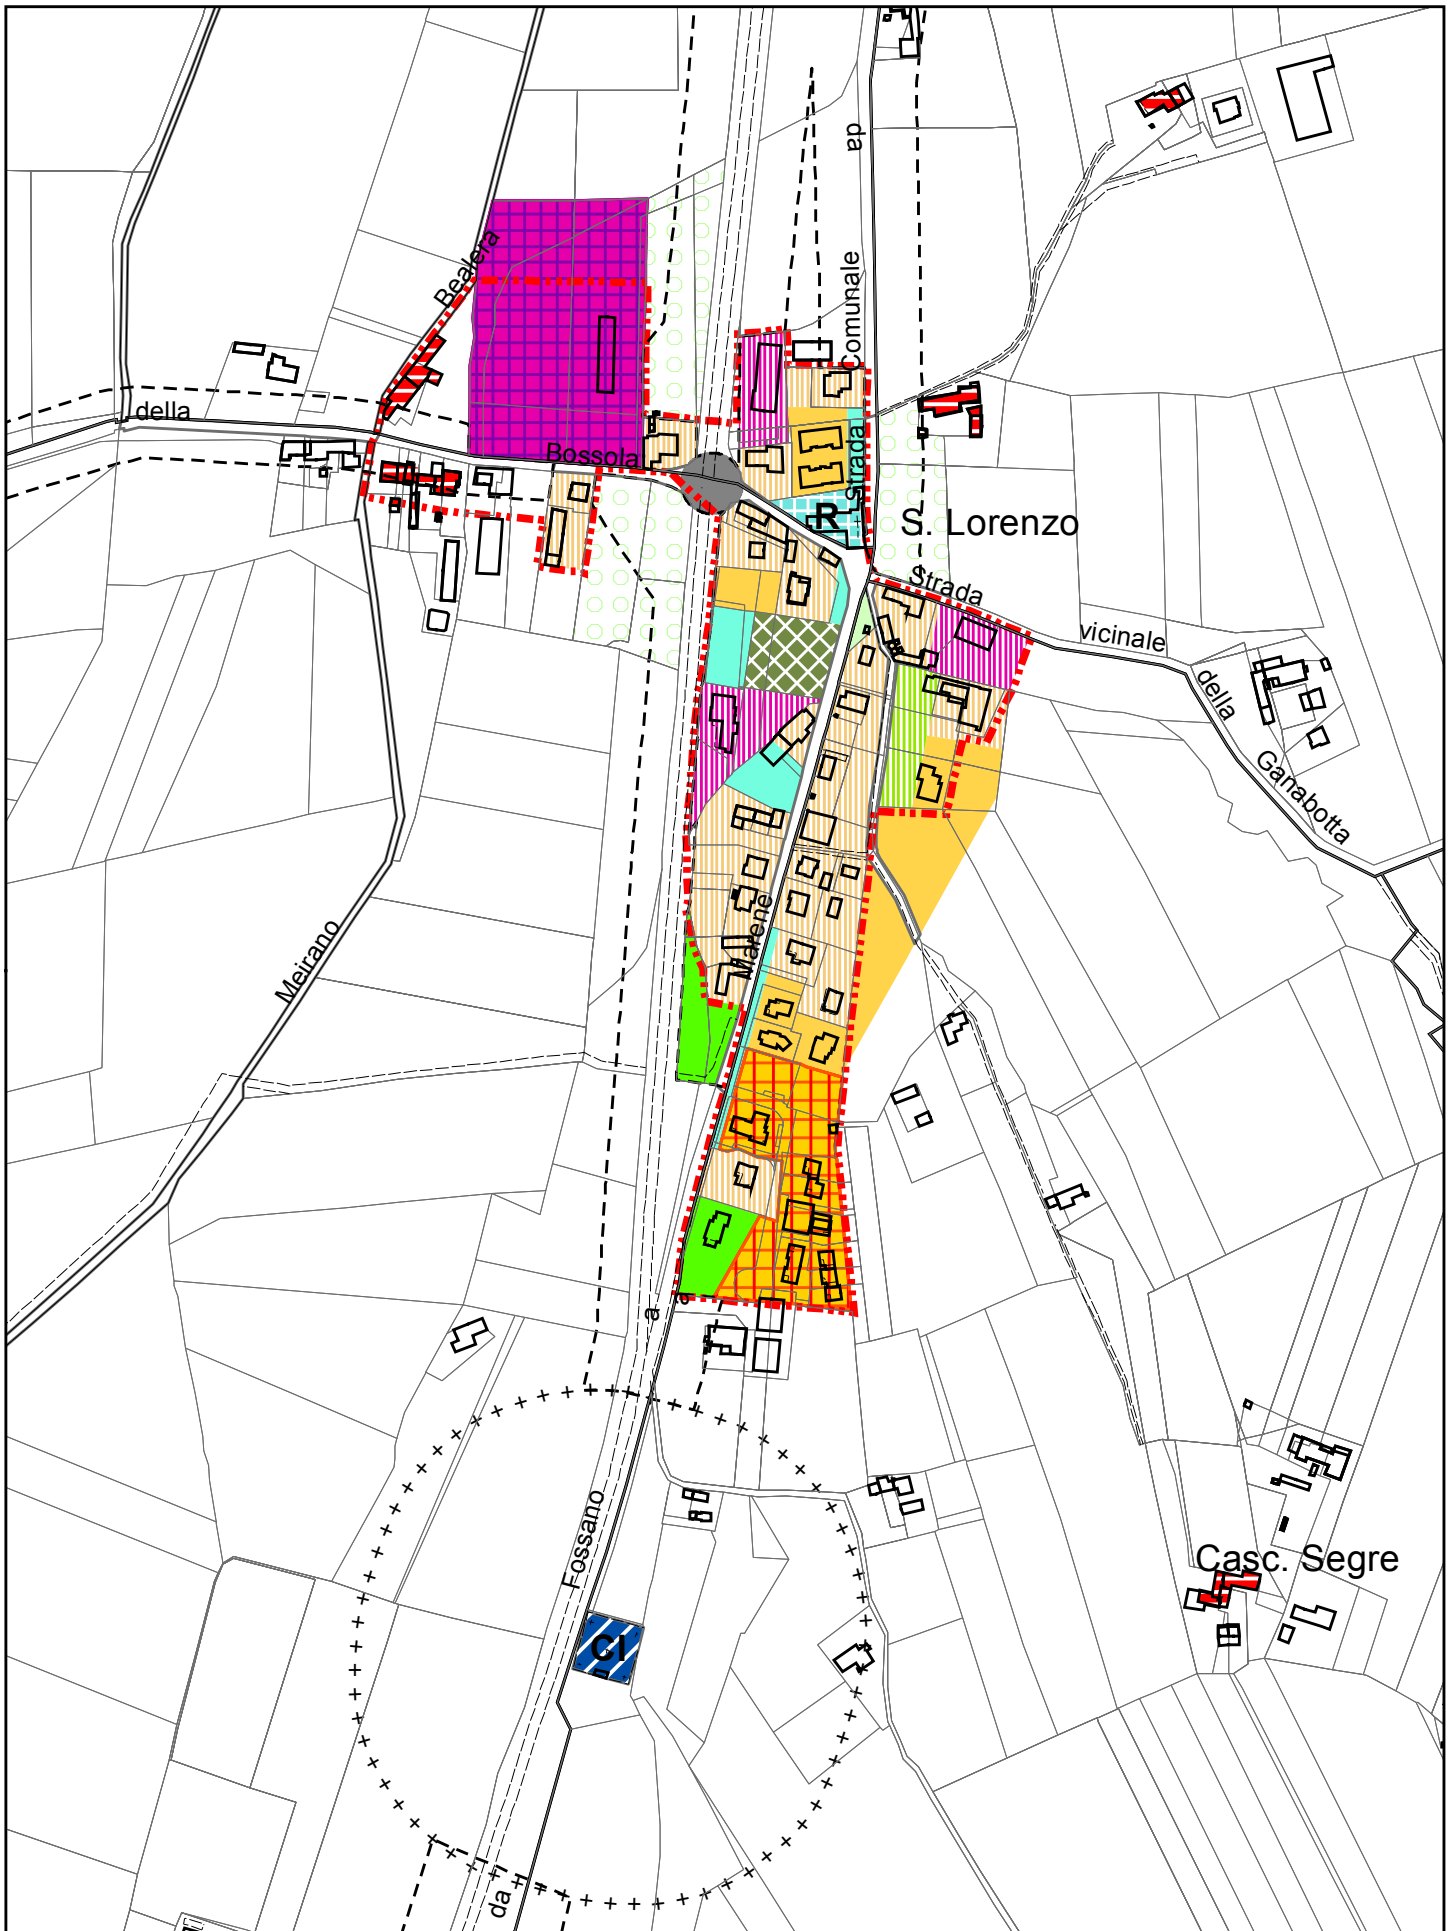 da
Comunale
Strada
Bealera
della
Bossola
R
S. Lorenzo
Strada
vicinale
della
Ganabotta
Meirano
Marene
a
Fossano
Casc. Segre
CI
da